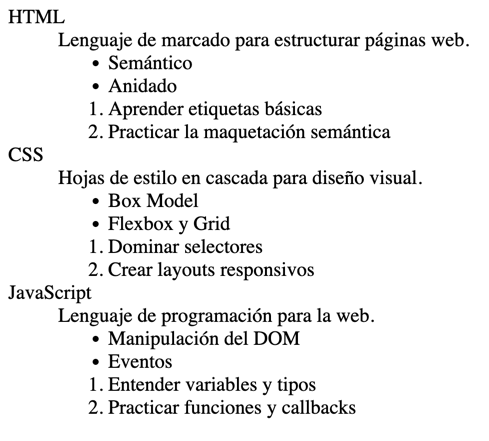 HTML
Lenguaje de marcado para estructurar páginas web.
• Semántico
• Anidado
1. Aprender etiquetas básicas
2. Practicar la maquetación semántica
CSS
Hojas de estilo en cascada para diseño visual.
• Box Model
• Flexbox y Grid
1. Dominar selectores
2. Crear layouts responsivos
JavaScript
Lenguaje de programación para la web.
• Manipulación del DOM
• Eventos
1. Entender variables y tipos
2. Practicar funciones y callbacks